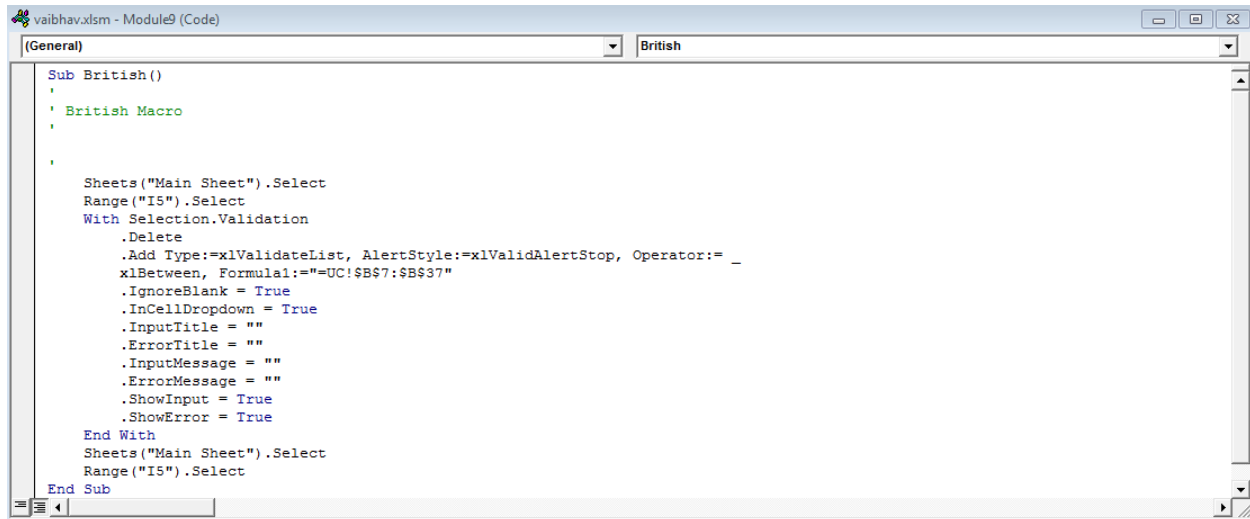 vaibhav.xlsm - Module9 (Code)
(General) British
Sub British()
'
' British Macro
'

'
    Sheets("Main Sheet").Select
    Range("I5").Select
    With Selection.Validation
        .Delete
        .Add Type:=xlValidateList, AlertStyle:=xlValidAlertStop, Operator:= _
        xlBetween, Formula1:="=UC!$B$7:$B$37"
        .IgnoreBlank = True
        .InCellDropdown = True
        .InputTitle = ""
        .ErrorTitle = ""
        .InputMessage = ""
        .ErrorMessage = ""
        .ShowInput = True
        .ShowError = True
    End With
    Sheets("Main Sheet").Select
    Range("I5").Select
End Sub